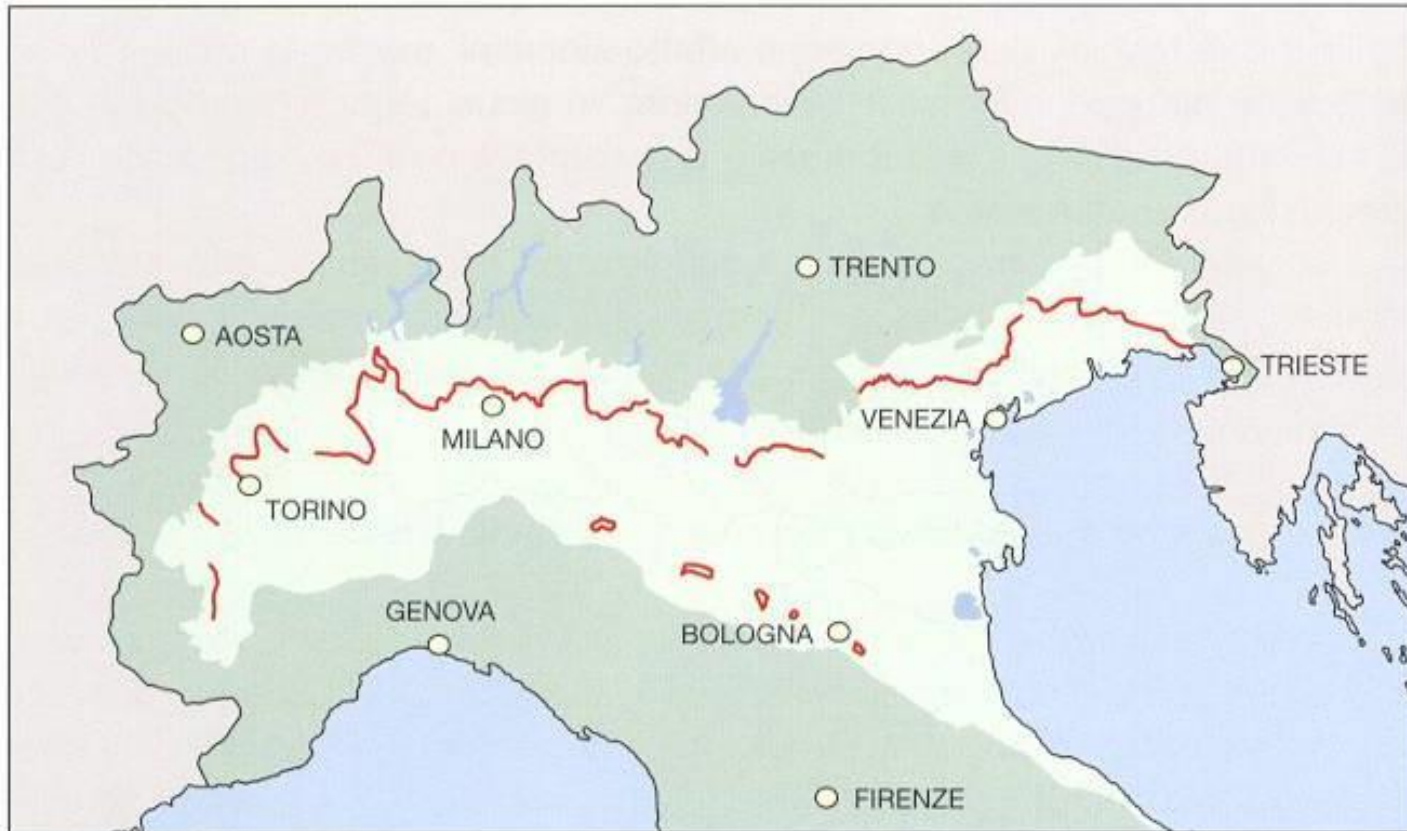 TRENTO
AOSTA
TRIESTE
VENEZIA
MILANO
TORINO
GENOVA
BOLOGNA
FIRENZE